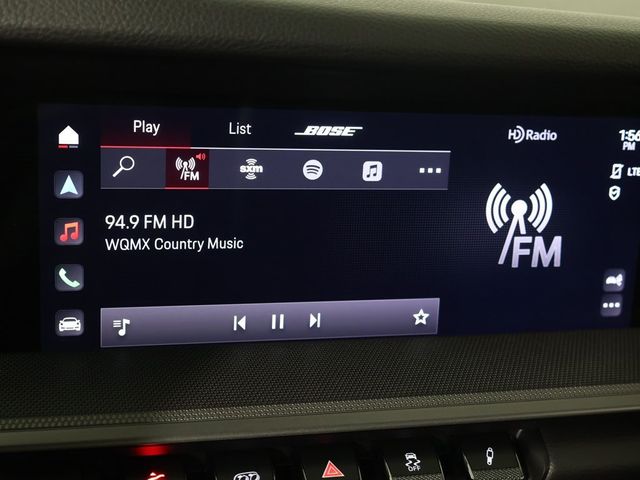 Play
List
BOSE
HD Radio
1:56
PM
FM
sxm
LTE
94.9 FM HD
WQMX Country Music
FM
OFF